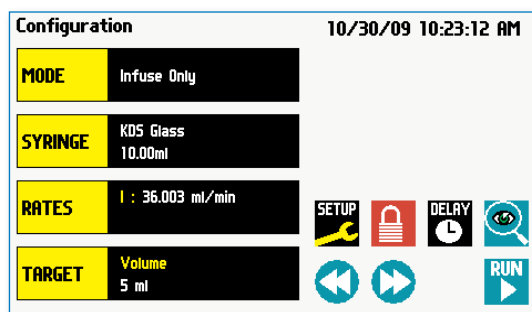 Configuration
10/30/09 10:23:12 AM
MODE
Infuse Only
SYRINGE
KDS Glass
10.00ml
RATES
I : 36.003 ml/min
TARGET
Volume
5 ml
SETUP
DELAY
RUN